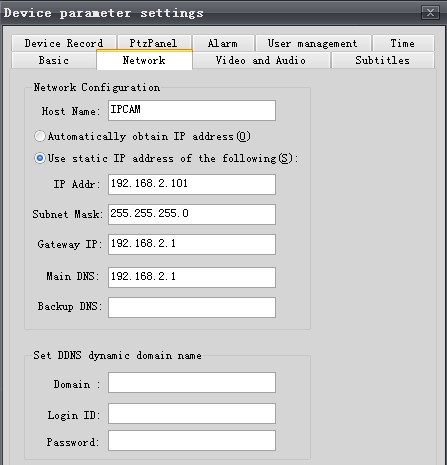 Device parameter settings
Device Record PtzPanel Alarm User management Time
Basic Network Video and Audio Subtitles
Network Configuration
Host Name: IPCAM
Automatically obtain IP address(O)
Use static IP address of the following(S):
IP Addr: 192.168.2.101
Subnet Mask: 255.255.255.0
Gateway IP: 192.168.2.1
Main DNS: 192.168.2.1
Backup DNS:
Set DDNS dynamic domain name
Domain :
Login ID:
Password: